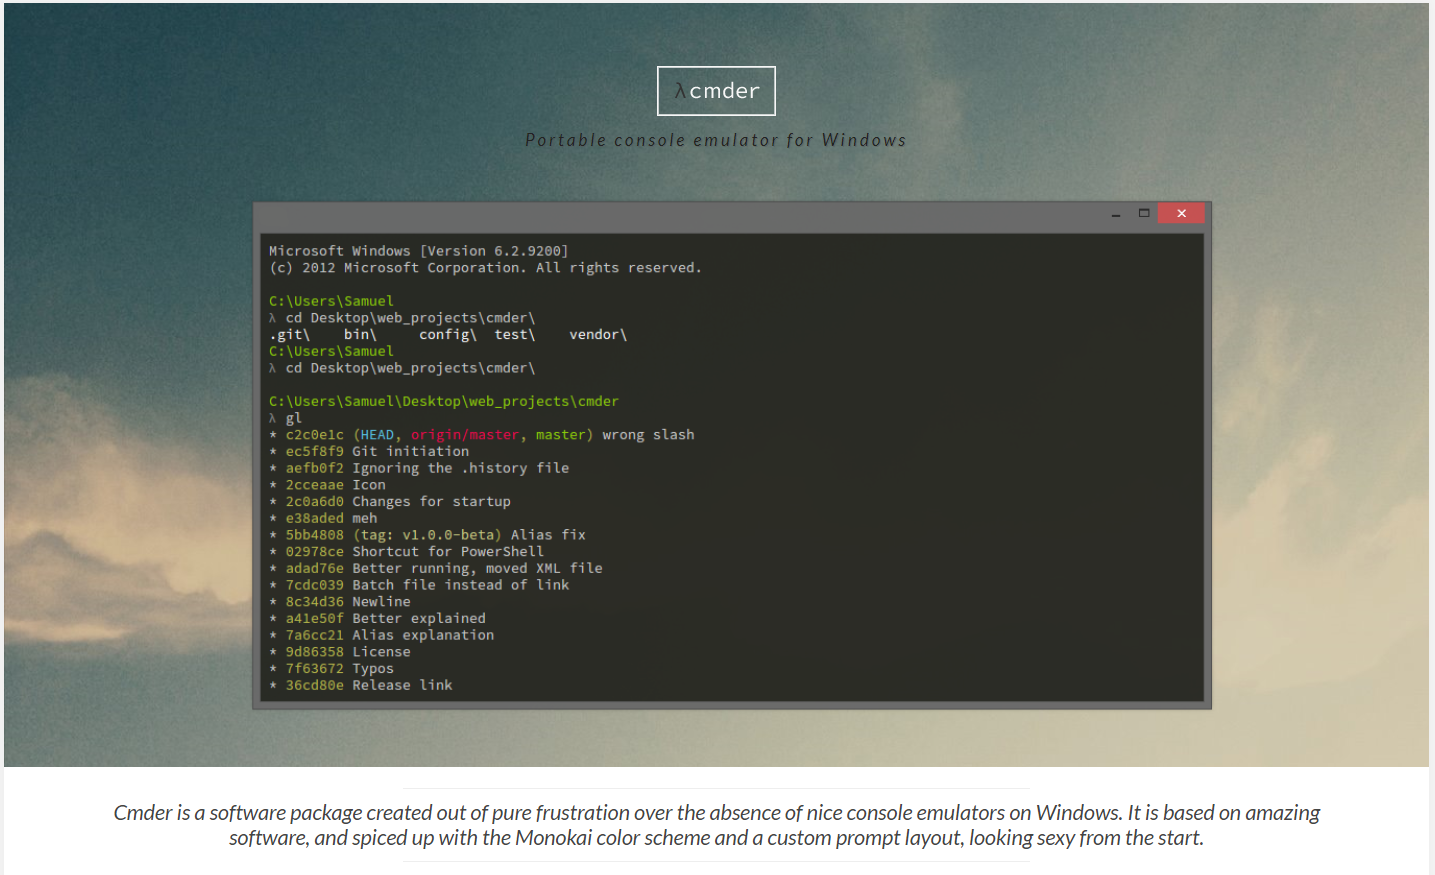 λcmder
Portable console emulator for Windows
Microsoft Windows [Version 6.2.9200]
(c) 2012 Microsoft Corporation. All rights reserved.
C:\Users\Samuel
λ cd Desktop\web_projects\cmder\
.git\    bin\     config\  test\    vendor\
C:\Users\Samuel
λ cd Desktop\web_projects\cmder\
C:\Users\Samuel\Desktop\web_projects\cmder
λ gl
* c2c0e1c (HEAD, origin/master, master) wrong slash
* ec5f8f9 Git initiation
* aefb0f2 Ignoring the .history file
* 2cceaae Icon
* 2c0a6d0 Changes for startup
* e38aded meh
* 5bb4808 (tag: v1.0.0-beta) Alias fix
* 02978ce Shortcut for PowerShell
* adad76e Better running, moved XML file
* 7cdc039 Batch file instead of link
* 8c34d36 Newline
* a41e50f Better explained
* 7a6cc21 Alias explanation
* 9d86358 License
* 7f63672 Typos
* 36cd80e Release link
Cmder is a software package created out of pure frustration over the absence of nice console emulators on Windows. It is based on amazing
software, and spiced up with the Monokai color scheme and a custom prompt layout, looking sexy from the start.